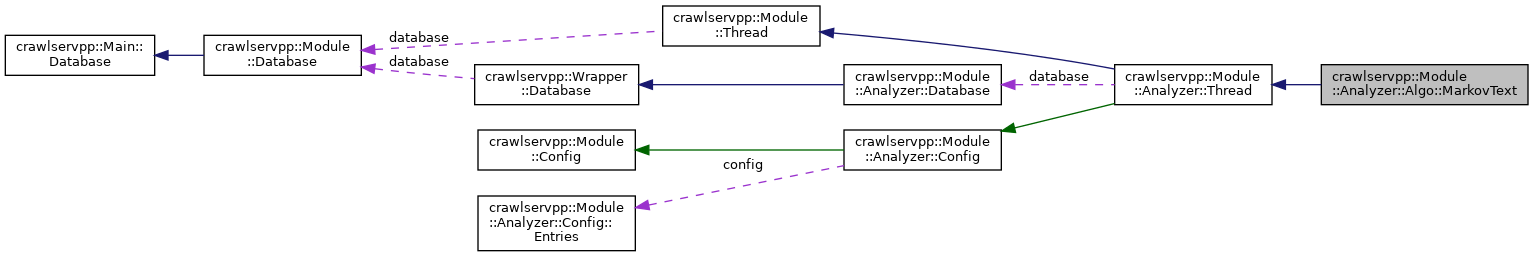 crawlservpp::Main::
Database
crawlservpp::Module
::Database
database
database
crawlservpp::Module
::Thread
crawlservpp::Wrapper
::Database
crawlservpp::Module
::Analyzer::Database
database
crawlservpp::Module
::Analyzer::Thread
crawlservpp::Module
::Analyzer::Algo::MarkovText
crawlservpp::Module
::Config
crawlservpp::Module
::Analyzer::Config
config
crawlservpp::Module
::Analyzer::Config::
Entries